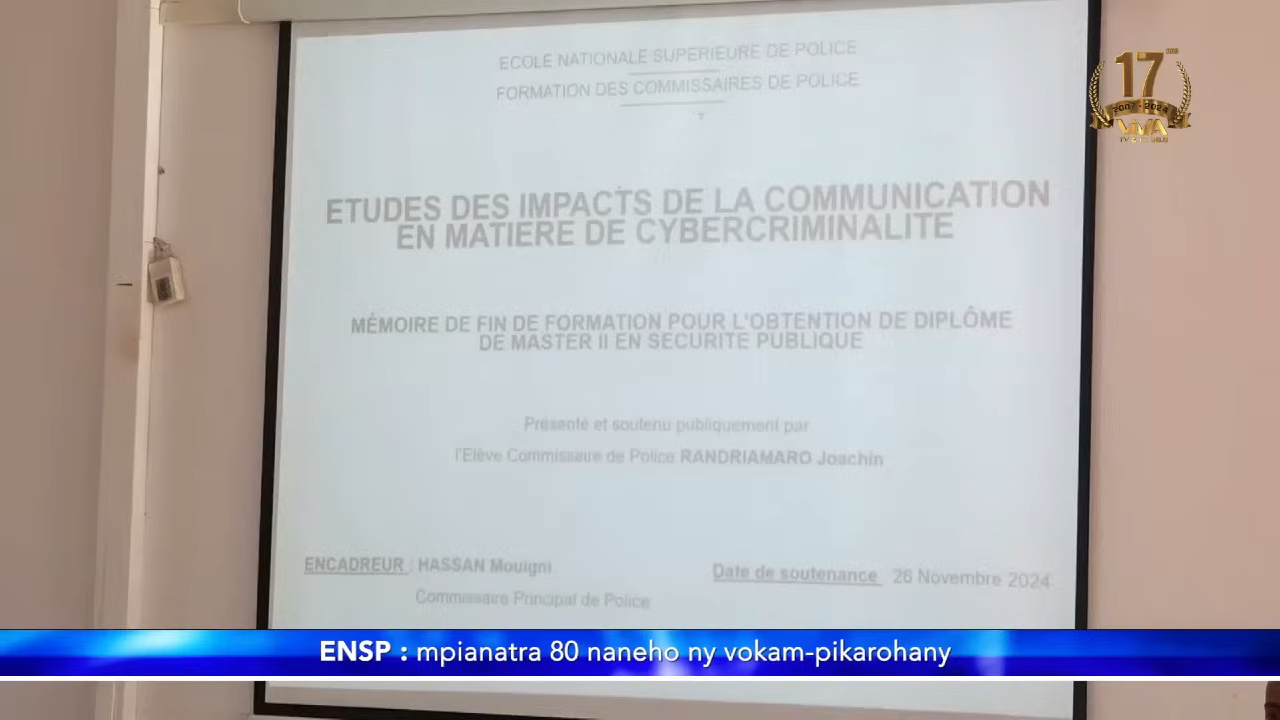 ECOLE NATIONALE SUPERIEURE DE POLICE
FORMATION DES COMMISSAIRES DE POLICE
17
2007 - 2024
VIVA
ETUDES DES IMPACTS DE LA COMMUNICATION
EN MATIERE DE CYBERCRIMINALITE
MÉMOIRE DE FIN DE FORMATION POUR L'OBTENTION DE DIPLÔME
DE MASTER II EN SECURITE PUBLIQUE
Présenté et soutenu publiquement par
l'Elève Commissaire de Police RANDRIAMARO Joachin
ENCADREUR : HASSAN Mouigni
Commissaire Principal de Police
Date de soutenance 26 Novembre 2024
ENSP : mpianatra 80 naneho ny vokam-pikarohany